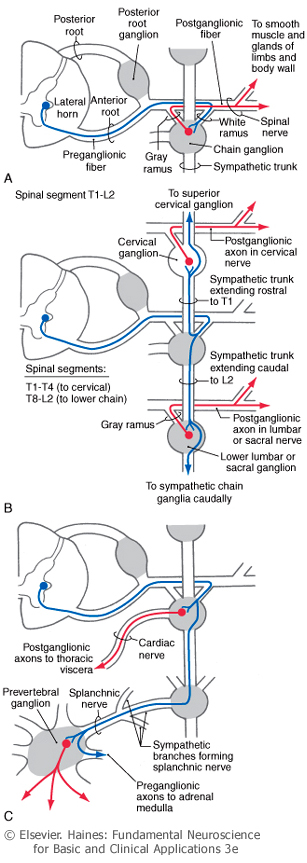 Posterior
root
Posterior
root
ganglion
Postganglionic
fiber
To smooth
muscle and
glands of
limbs and
body wall
Lateral
horn
Anterior
root
Preganglionic
fiber
Gray
ramus
White
ramus
Spinal
nerve
Chain ganglion
Sympathetic trunk
A
Spinal segment T1-L2
To superior
cervical ganglion
Cervical
ganglion
Postganglionic
axon in cervical
nerve
Sympathetic trunk
extending rostral
to T1
Spinal segments:
T1-T4 (to cervical)
T8-L2 (to lower chain)
Sympathetic trunk
extending caudal
to L2
Gray ramus
Postganglionic
axon in lumbar
or sacral nerve
Lower lumbar or
sacral ganglion
To sympathetic chain
ganglia caudally
B
Postganglionic
axons to thoracic
viscera
Cardiac
nerve
Prevertebral
ganglion
Splanchnic
nerve
Sympathetic
branches forming
splanchnic nerve
Preganglionic
axons to adrenal
medulla
C
© Elsevier. Haines: Fundamental Neuroscience
for Basic and Clinical Applications 3e